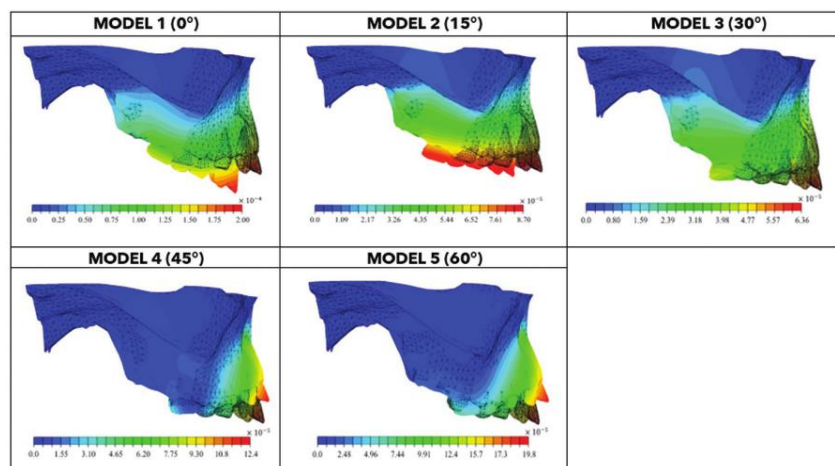 MODEL 1 (0°)
MODEL 2 (15°)
MODEL 3 (30°)
× 10⁻⁴
0.0 0.25 0.50 0.75 1.00 1.25 1.50 1.75 2.00
× 10⁻⁵
0.0 1.09 2.17 3.26 4.35 5.44 6.52 7.61 8.70
× 10⁻⁵
0.0 0.80 1.59 2.39 3.18 3.98 4.77 5.57 6.36
MODEL 4 (45°)
MODEL 5 (60°)
× 10⁻⁵
0.0 1.55 3.10 4.65 6.20 7.75 9.30 10.8 12.4
× 10⁻⁵
0.0 2.48 4.96 7.44 9.91 12.4 14.9 17.3 19.8